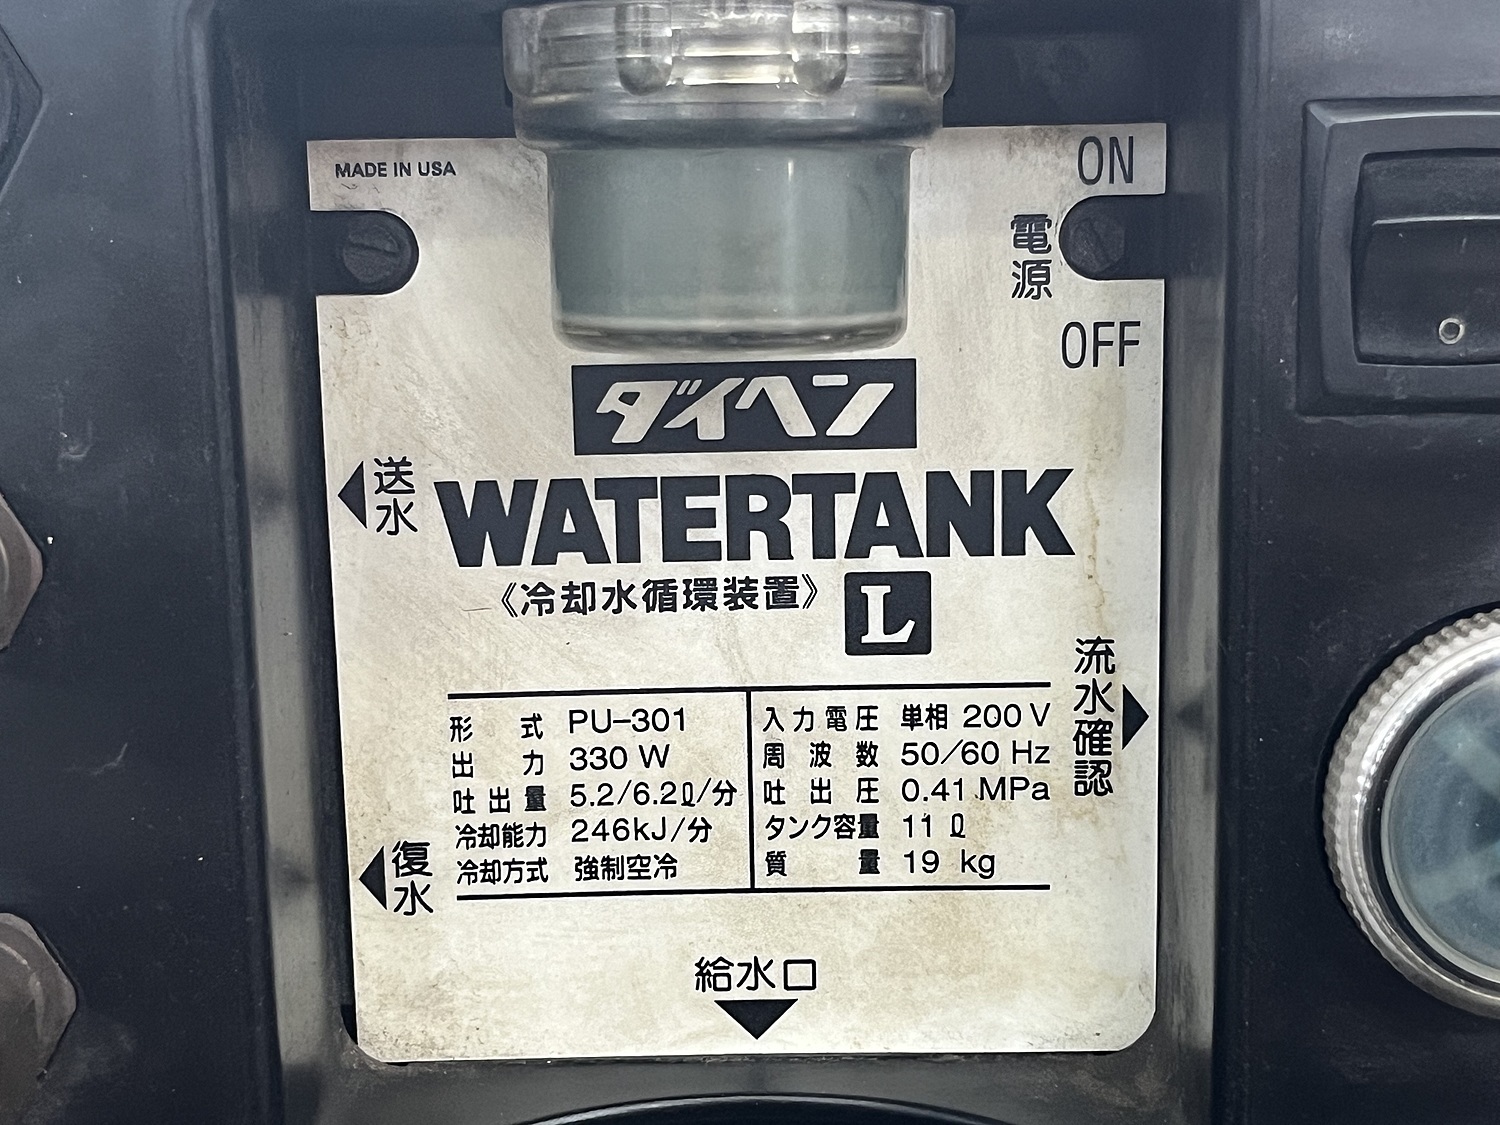 MADE IN USA
ON
電源
OFF
ダイヘン
送水
WATERTANK
《冷却水循環装置》 L
流水確認
形式 PU-301
出力 330 W
吐出量 5.2/6.2ℓ/分
冷却能力 246kJ/分
冷却方式 強制空冷
入力電圧 単相 200 V
周波数 50/60 Hz
吐出圧 0.41 MPa
タンク容量 11 ℓ
質量 19 kg
復水
給水口